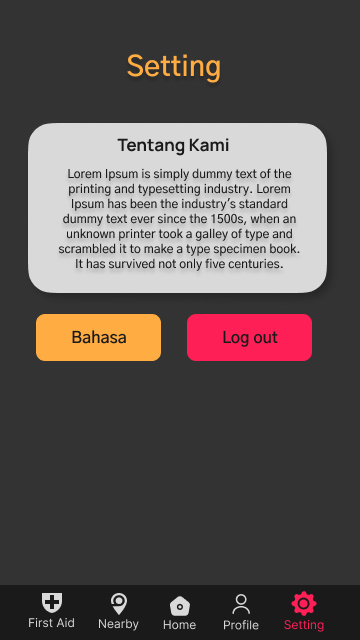 Setting
Tentang Kami
Lorem Ipsum is simply dummy text of the
printing and typesetting industry. Lorem
Ipsum has been the industry's standard
dummy text ever since the 1500s, when an
unknown printer took a galley of type and
scrambled it to make a type specimen book.
It has survived not only five centuries.
Bahasa
Log out
First Aid
Nearby
Home
Profile
Setting